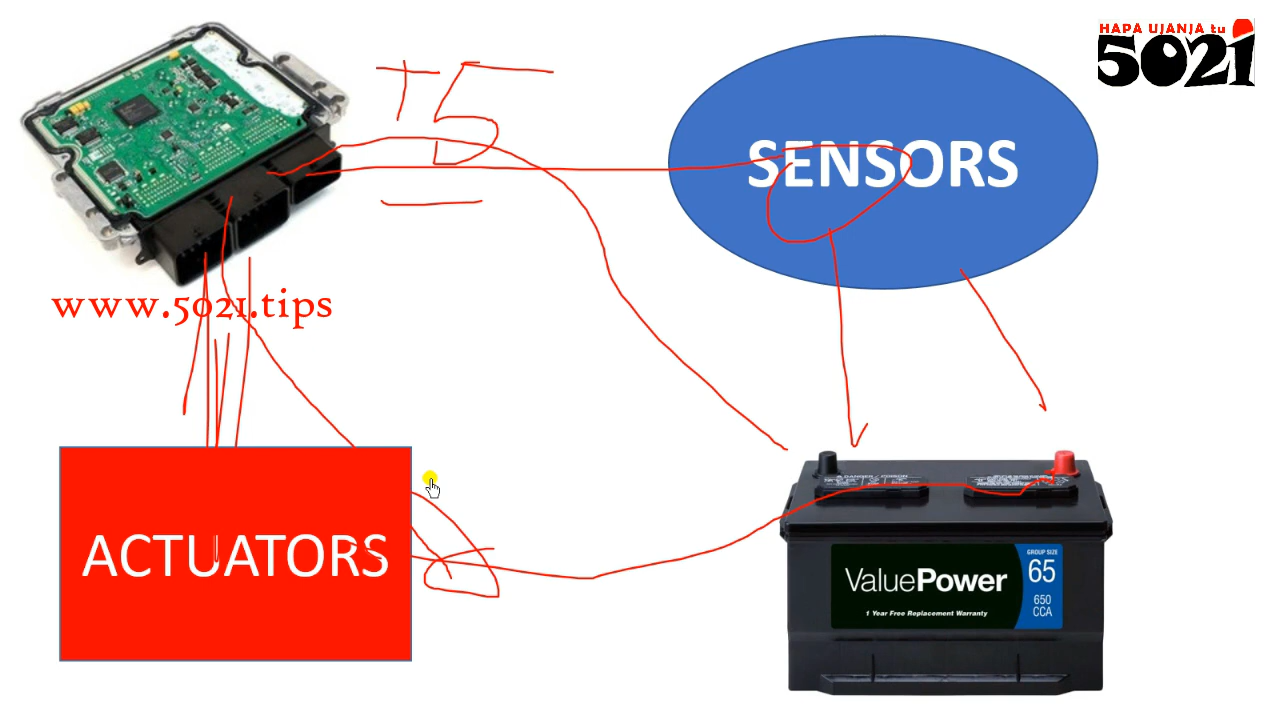 HAPA UJANJA tu
5021
T5
SENSORS
www.5021.tips
ACTUATORS
ValuePower
1 Year Free Replacement Warranty
GROUP SIZE
65
650
CCA